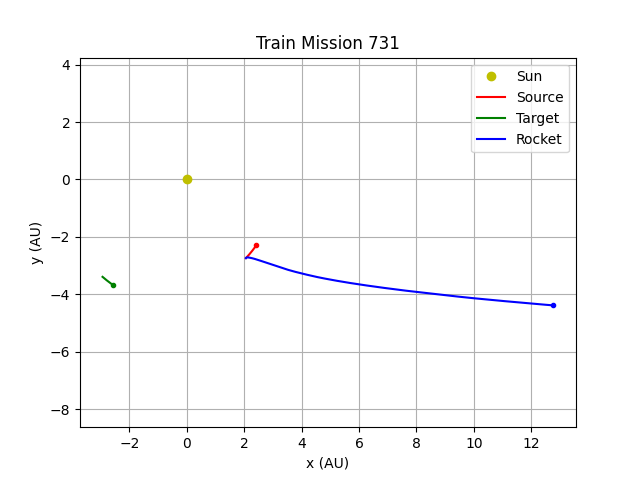 Train Mission 731
Sun
Source
Target
Rocket
y (AU)
4
2
0
−2
−4
−6
−8
−2 0 2 4 6 8 10 12
x (AU)